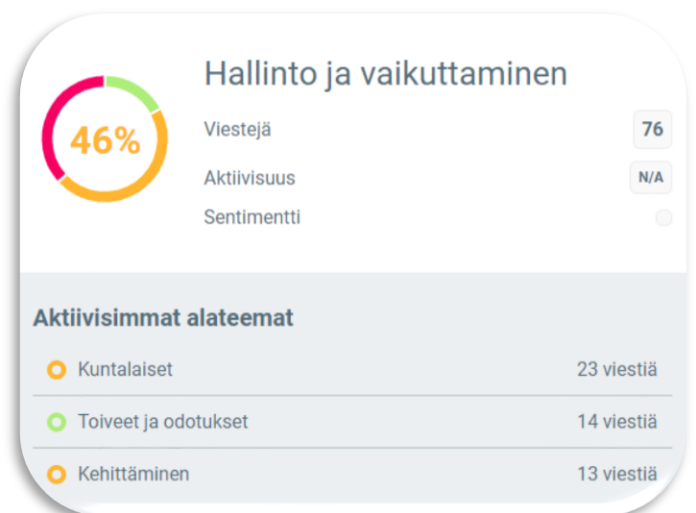 Hallinto ja vaikuttaminen
46%
Viestejä 76
Aktiivisuus N/A
Sentimentti
Aktiivisimmat alateemat
Kuntalaiset 23 viestiä
Toiveet ja odotukset 14 viestiä
Kehittäminen 13 viestiä